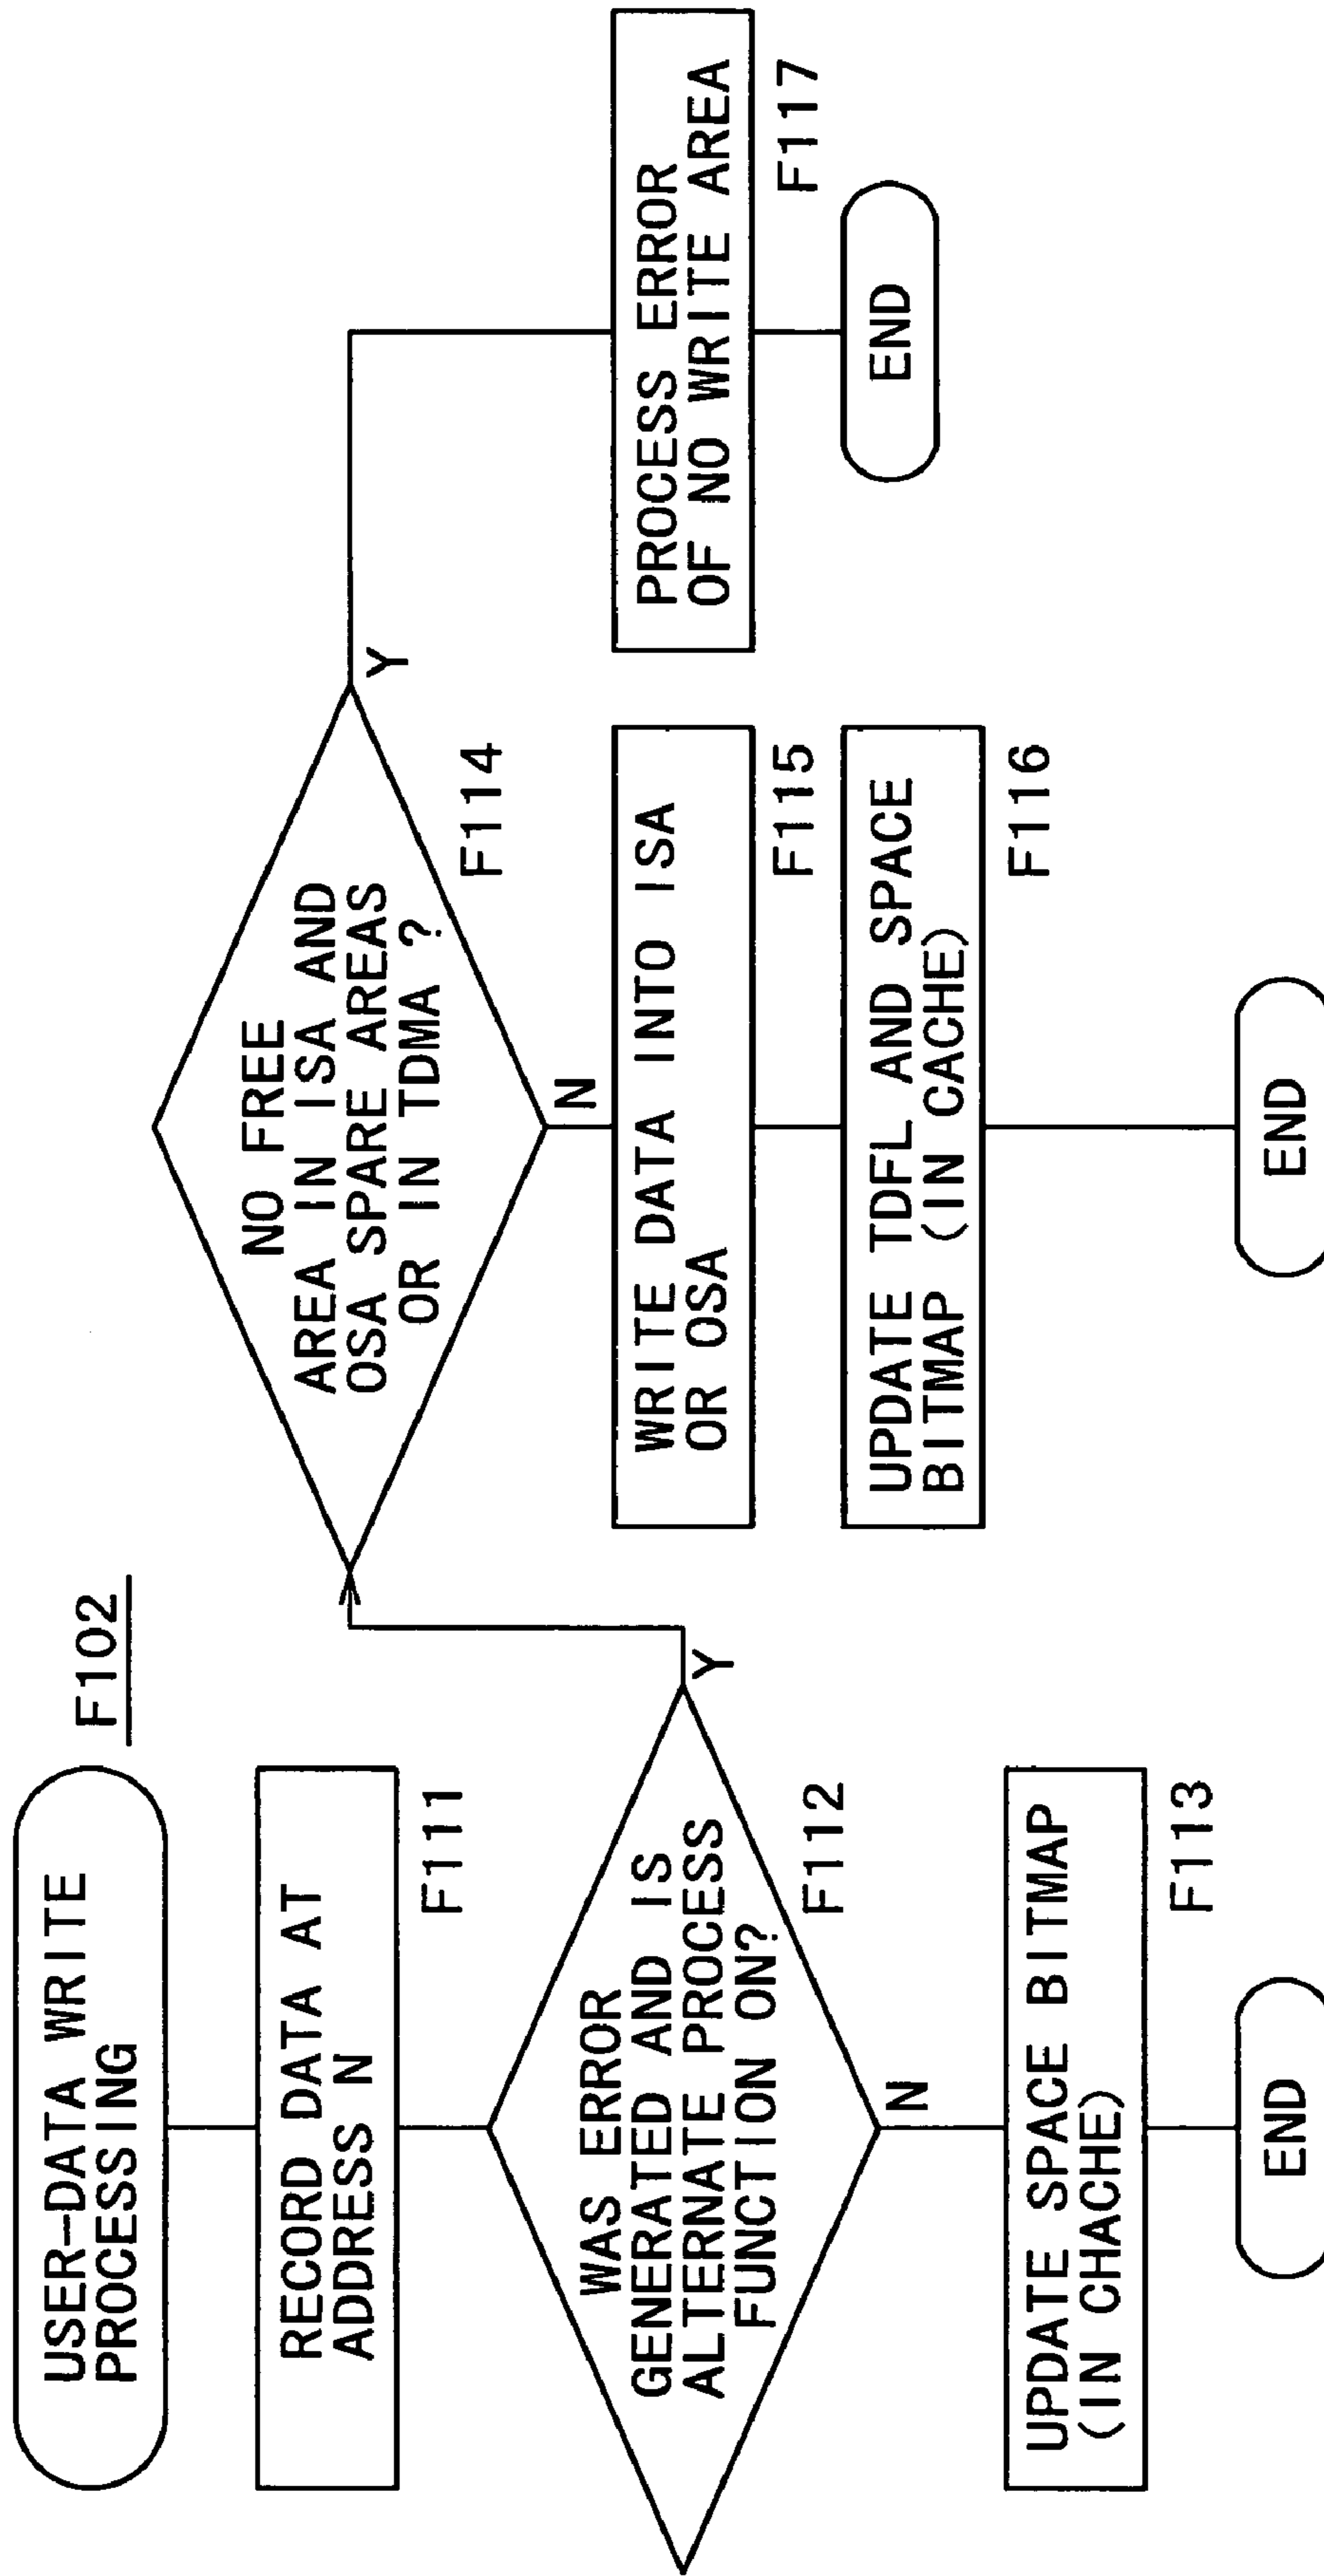 USER-DATA WRITE
PROCESSING
F102
RECORD DATA AT
ADDRESS N
F111
WAS ERROR
GENERATED AND IS
ALTERNATE PROCESS
FUNCTION ON?
F112
Y
N
UPDATE SPACE BITMAP
(IN CHACHE)
F113
END
NO FREE
AREA IN ISA AND
OSA SPARE AREAS
OR IN TDMA ?
F114
Y
N
WRITE DATA INTO ISA
OR OSA
F115
UPDATE TDFL AND SPACE
BITMAP (IN CACHE)
F116
END
PROCESS ERROR
OF NO WRITE AREA
F117
END